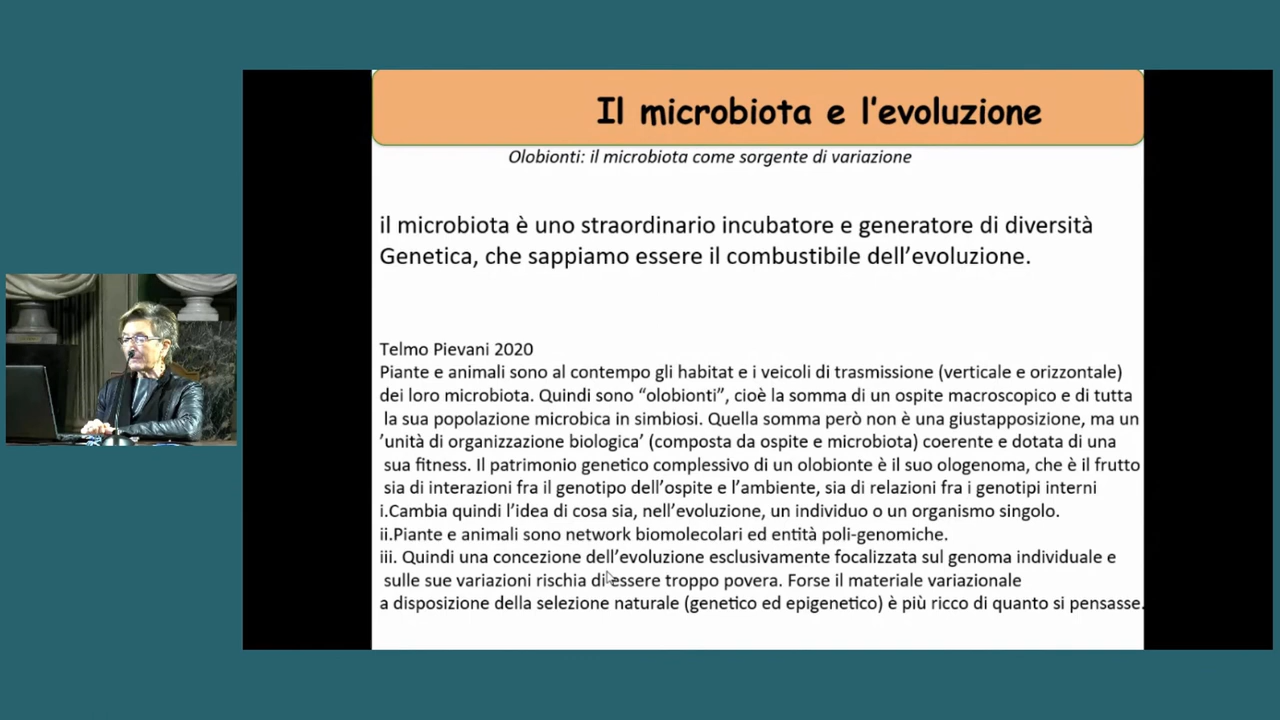 Il microbiota e l'evoluzione
Olobionti: il microbiota come sorgente di variazione
il microbiota è uno straordinario incubatore e generatore di diversità
Genetica, che sappiamo essere il combustibile dell'evoluzione.
Telmo Pievani 2020
Piante e animali sono al contempo gli habitat e i veicoli di trasmissione (verticale e orizzontale)
dei loro microbiota. Quindi sono “olobionti”, cioè la somma di un ospite macroscopico e di tutta
la sua popolazione microbica in simbiosi. Quella somma però non è una giustapposizione, ma un
’unità di organizzazione biologica’ (composta da ospite e microbiota) coerente e dotata di una
sua fitness. Il patrimonio genetico complessivo di un olobionte è il suo ologenoma, che è il frutto
sia di interazioni fra il genotipo dell’ospite e l’ambiente, sia di relazioni fra i genotipi interni
i.Cambia quindi l’idea di cosa sia, nell’evoluzione, un individuo o un organismo singolo.
ii.Piante e animali sono network biomolecolari ed entità poli-genomiche.
iii. Quindi una concezione dell’evoluzione esclusivamente focalizzata sul genoma individuale e
sulle sue variazioni rischia di essere troppo povera. Forse il materiale variazionale
a disposizione della selezione naturale (genetico ed epigenetico) è più ricco di quanto si pensasse.